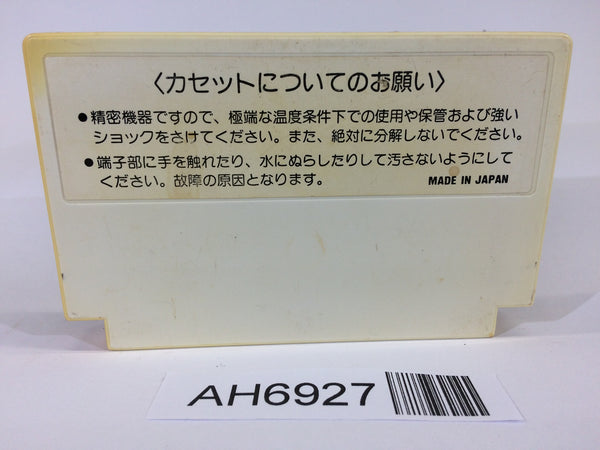 〈カセットについてのお願い〉
●精密機器ですので、極端な温度条件下での使用や保管および強い
ショックをさけてください。また、絶対に分解しないでください。
●端子部に手を触れたり、水にぬらしたりして汚さないようにして
ください。故障の原因となります。
MADE IN JAPAN
AH6927